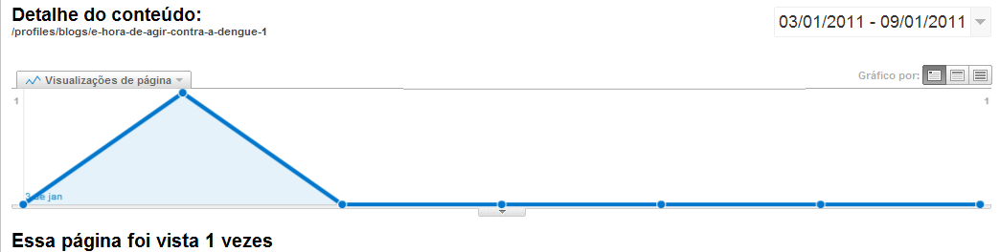 Detalhe do conteúdo:
/profiles/blogs/e-hora-de-agir-contra-a-dengue-1
03/01/2011 - 09/01/2011
Visualizações de página
Gráfico por:
1
1
3 de jan
Essa página foi vista 1 vezes